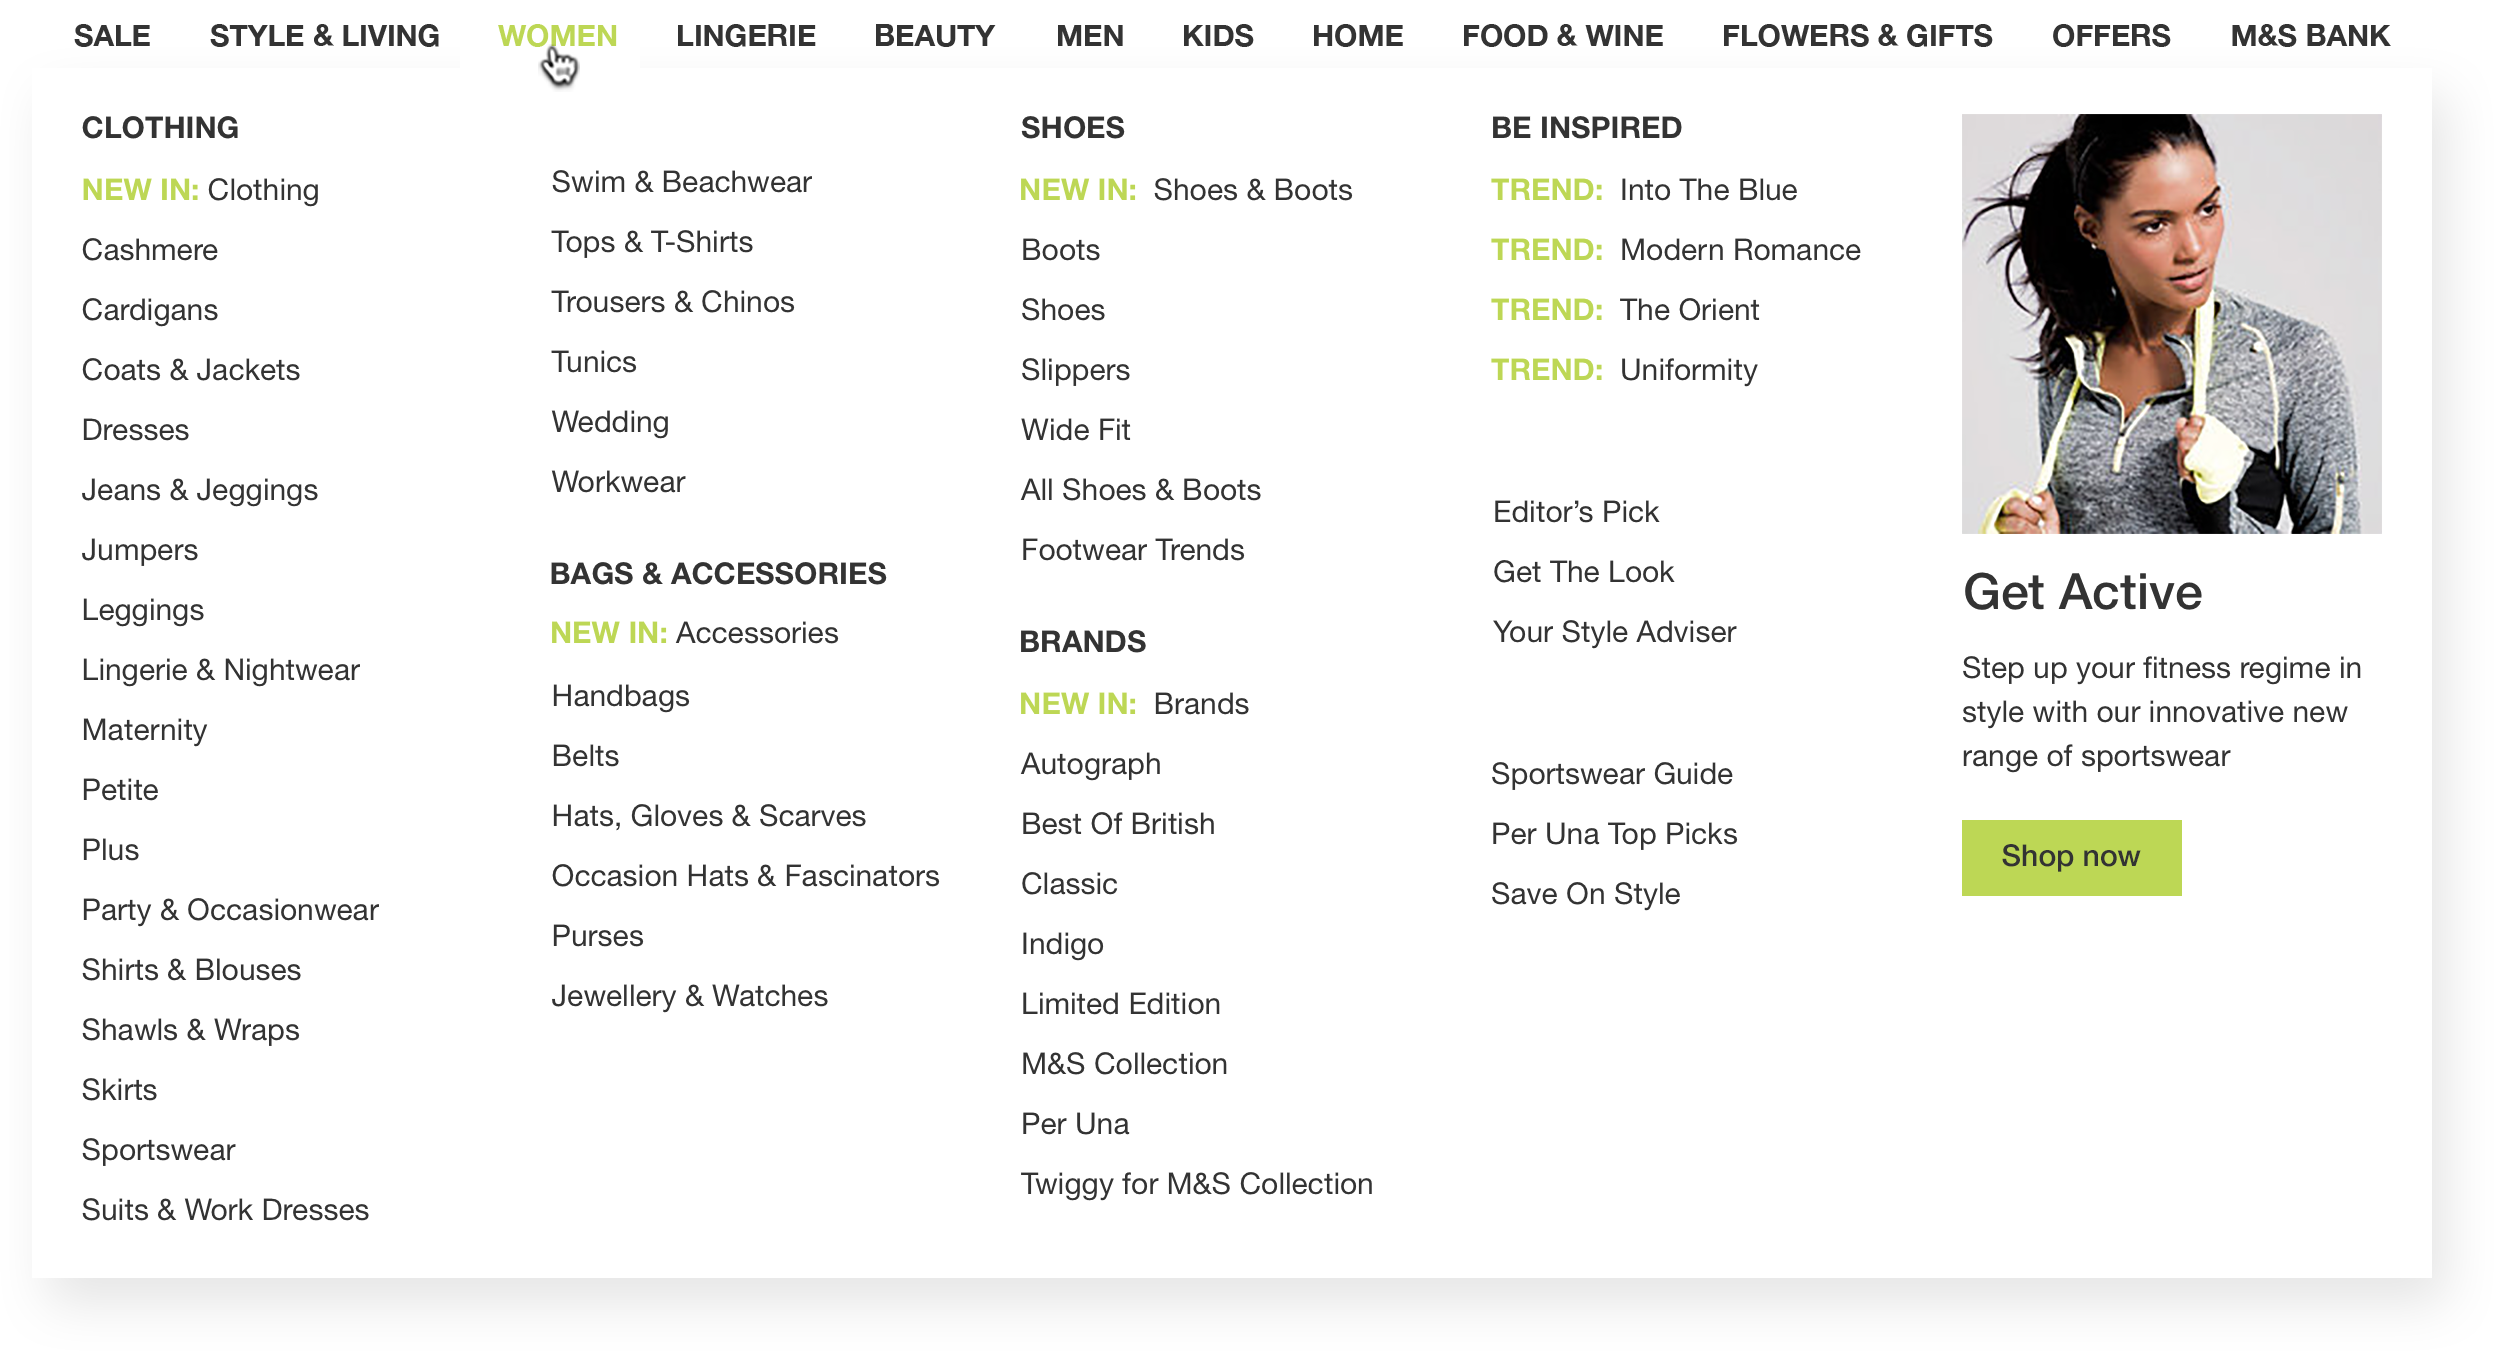 SALE STYLE & LIVING WOMEN LINGERIE BEAUTY MEN KIDS HOME FOOD & WINE FLOWERS & GIFTS OFFERS M&S BANK
CLOTHING
NEW IN: Clothing
Cashmere
Cardigans
Coats & Jackets
Dresses
Jeans & Jeggings
Jumpers
Leggings
Lingerie & Nightwear
Maternity
Petite
Plus
Party & Occasionwear
Shirts & Blouses
Shawls & Wraps
Skirts
Sportswear
Suits & Work Dresses
Swim & Beachwear
Tops & T-Shirts
Trousers & Chinos
Tunics
Wedding
Workwear
BAGS & ACCESSORIES
NEW IN: Accessories
Handbags
Belts
Hats, Gloves & Scarves
Occasion Hats & Fascinators
Purses
Jewellery & Watches
SHOES
NEW IN: Shoes & Boots
Boots
Shoes
Slippers
Wide Fit
All Shoes & Boots
Footwear Trends
BRANDS
NEW IN: Brands
Autograph
Best Of British
Classic
Indigo
Limited Edition
M&S Collection
Per Una
Twiggy for M&S Collection
BE INSPIRED
TREND: Into The Blue
TREND: Modern Romance
TREND: The Orient
TREND: Uniformity
Editor’s Pick
Get The Look
Your Style Adviser
Sportswear Guide
Per Una Top Picks
Save On Style
Get Active
Step up your fitness regime in
style with our innovative new
range of sportswear
Shop now